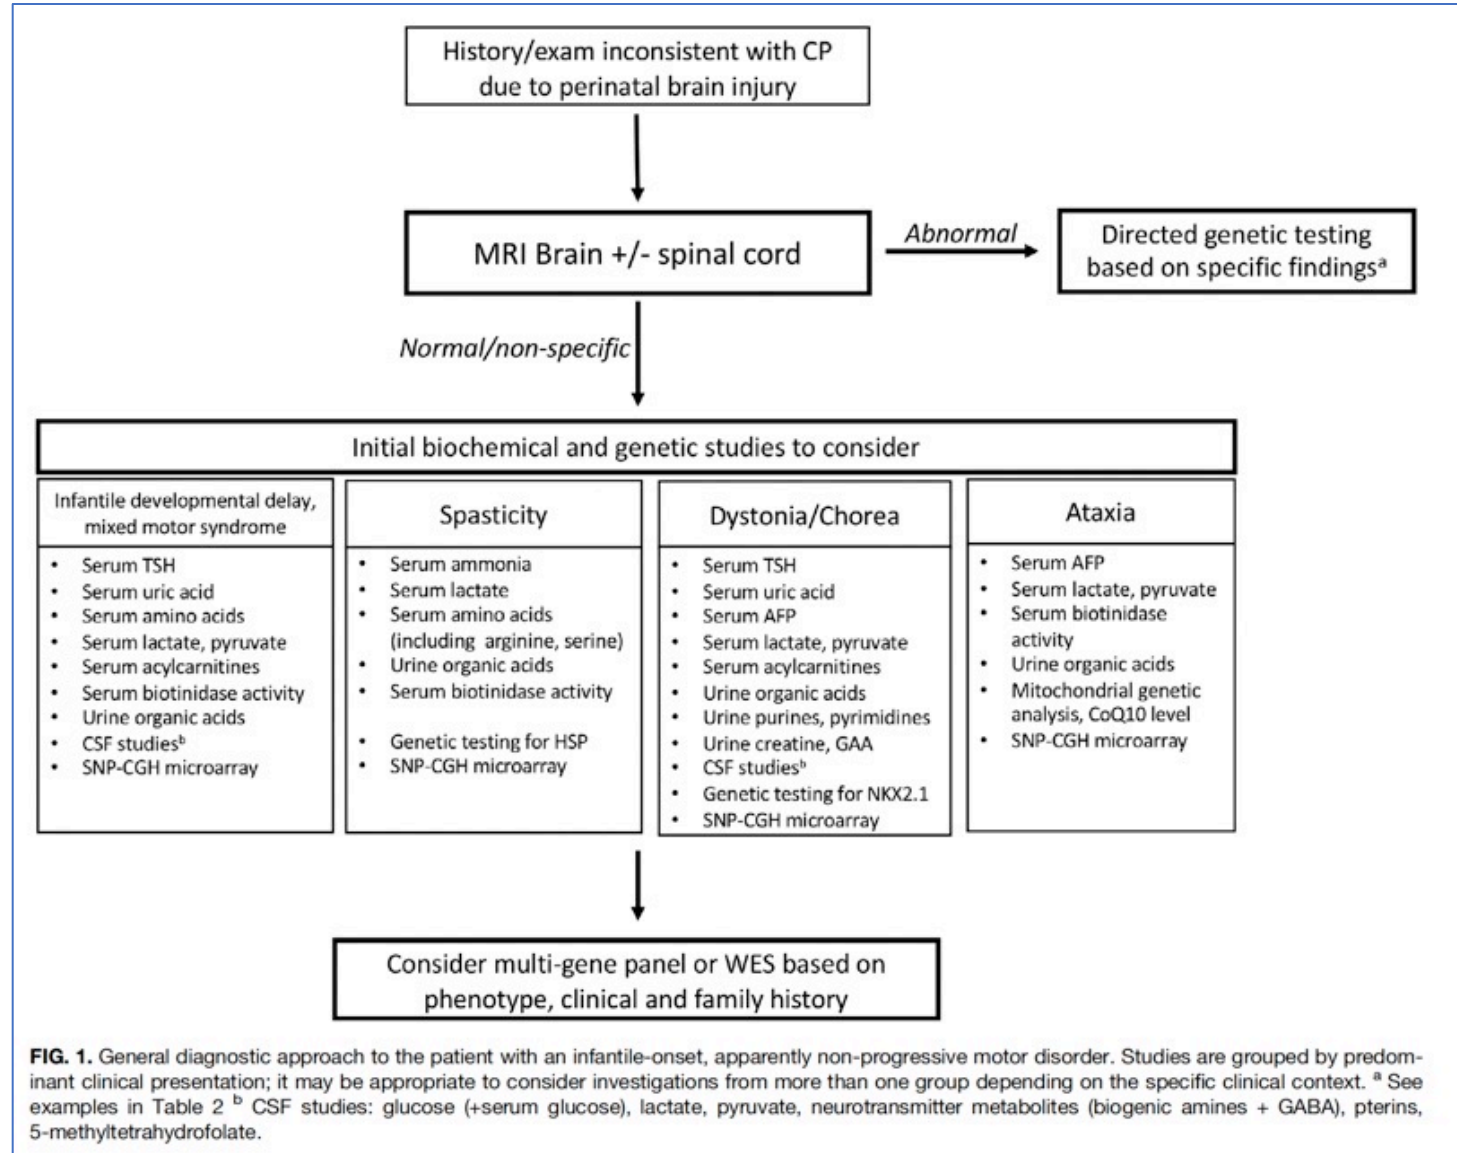 History/exam inconsistent with CP
due to perinatal brain injury
MRI Brain +/- spinal cord
Abnormal
Directed genetic testing
based on specific findingsᵃ
Normal/non-specific
Initial biochemical and genetic studies to consider
Infantile developmental delay,
mixed motor syndrome
• Serum TSH
• Serum uric acid
• Serum amino acids
• Serum lactate, pyruvate
• Serum acylcarnitines
• Serum biotinidase activity
• Urine organic acids
• CSF studiesᵇ
• SNP-CGH microarray
Spasticity
• Serum ammonia
• Serum lactate
• Serum amino acids
(including arginine, serine)
• Urine organic acids
• Serum biotinidase activity
• Genetic testing for HSP
• SNP-CGH microarray
Dystonia/Chorea
• Serum TSH
• Serum uric acid
• Serum AFP
• Serum lactate, pyruvate
• Serum acylcarnitines
• Urine organic acids
• Urine purines, pyrimidines
• Urine creatine, GAA
• CSF studiesᵇ
• Genetic testing for NKX2.1
• SNP-CGH microarray
Ataxia
• Serum AFP
• Serum lactate, pyruvate
• Serum biotinidase
activity
• Urine organic acids
• Mitochondrial genetic
analysis, CoQ10 level
• SNP-CGH microarray
Consider multi-gene panel or WES based on
phenotype, clinical and family history
FIG. 1. General diagnostic approach to the patient with an infantile-onset, apparently non-progressive motor disorder. Studies are grouped by predom-
inant clinical presentation; it may be appropriate to consider investigations from more than one group depending on the specific clinical context. ᵃ See
examples in Table 2 ᵇ CSF studies: glucose (+serum glucose), lactate, pyruvate, neurotransmitter metabolites (biogenic amines + GABA), pterins,
5-methyltetrahydrofolate.